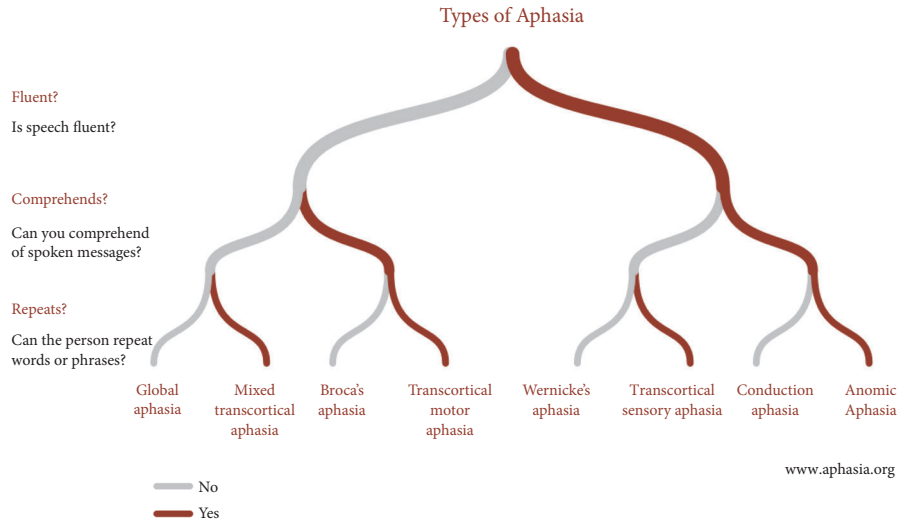 Types of Aphasia
Fluent?
Is speech fluent?
Comprehends?
Can you comprehend
of spoken messages?
Repeats?
Can the person repeat
words or phrases?
Global
aphasia
Mixed
transcortical
aphasia
Broca's
aphasia
Transcortical
motor
aphasia
Wernicke's
aphasia
Transcortical
sensory aphasia
Conduction
aphasia
Anomic
Aphasia
www.aphasia.org
No
Yes